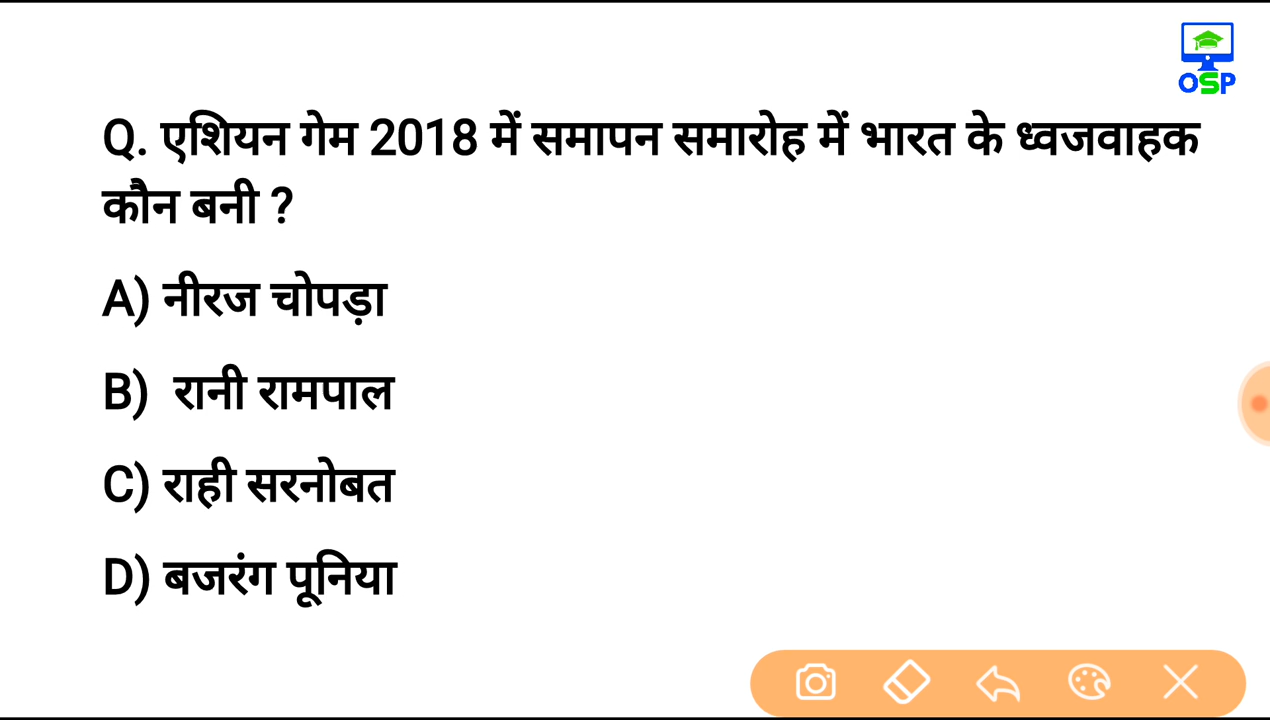 OSP
Q. एशियन गेम 2018 में समापन समारोह में भारत के ध्वजवाहक
कौन बनी ?
A) नीरज चोपड़ा
B) रानी रामपाल
C) राही सरनोबत
D) बजरंग पूनिया